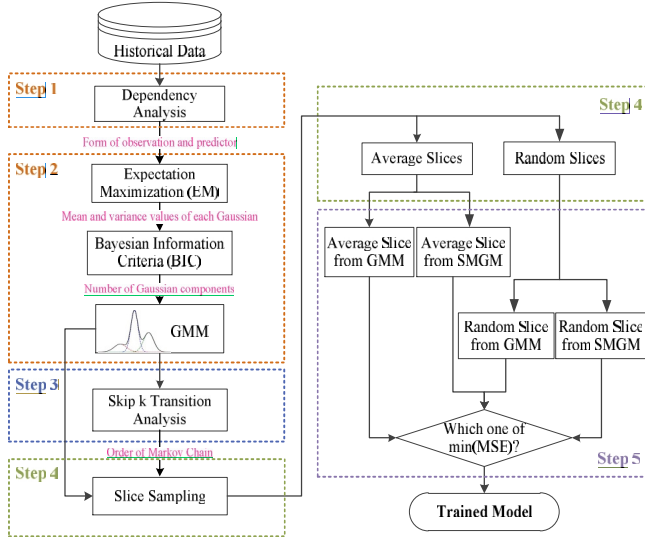 Historical Data
Step 1
Dependency
Analysis
Form of observation and predictor
Step 2
Expectation
Maximization (EM)
Mean and variance values of each Gaussian
Bayesian Information
Criteria (BIC)
Number of Gaussian components
GMM
Step 3
Skip k Transition
Analysis
Order of Markov Chain
Step 4
Slice Sampling
Step 4
Average Slices
Random Slices
Average Slice
from GMM
Average Slice
from SMGM
Random Slice
from GMM
Random Slice
from SMGM
Which one of
min(MSE)?
Step 5
Trained Model